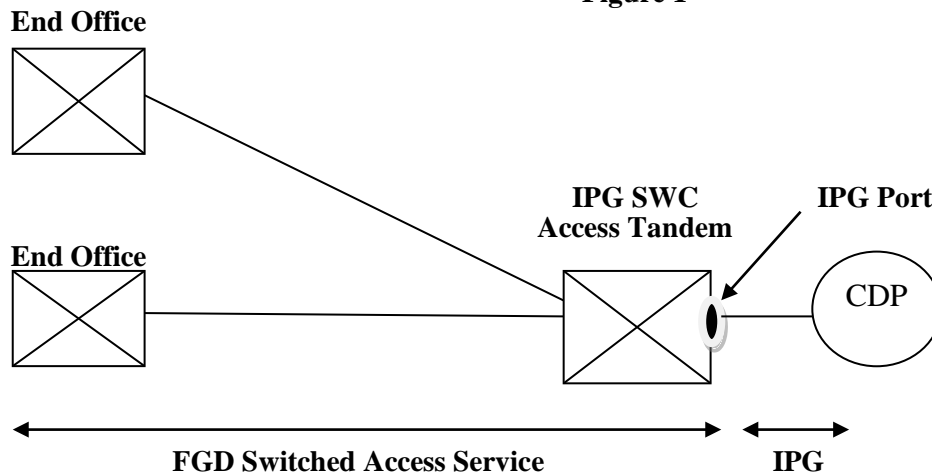 Figure 1
End Office
IPG SWC
Access Tandem
IPG Port
End Office
CDP
FGD Switched Access Service
IPG